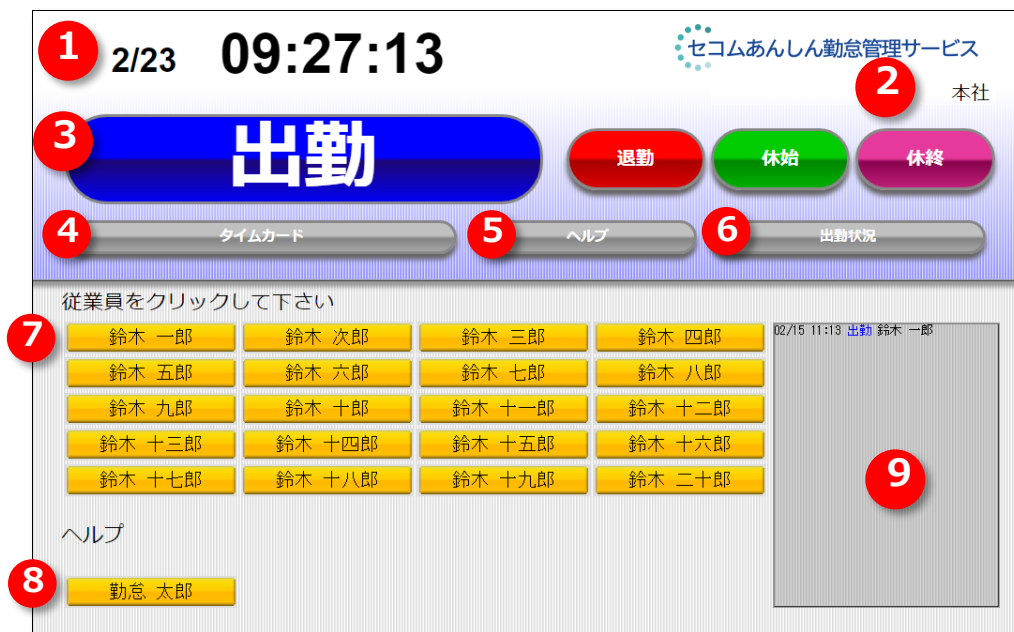 1 2/23 09:27:13 セコムあんしん勤怠管理サービス
2 本社
3 出勤 退勤 休始 休終
4 タイムカード 5 ヘルプ 6 出勤状況
従業員をクリックして下さい
7 鈴木 一郎 鈴木 次郎 鈴木 三郎 鈴木 四郎 02/15 11:13 出勤 鈴木 一郎
鈴木 五郎 鈴木 六郎 鈴木 七郎 鈴木 八郎
鈴木 九郎 鈴木 十郎 鈴木 十一郎 鈴木 十二郎
鈴木 十三郎 鈴木 十四郎 鈴木 十五郎 鈴木 十六郎
鈴木 十七郎 鈴木 十八郎 鈴木 十九郎 鈴木 二十郎 9
ヘルプ
8 勤怠 太郎